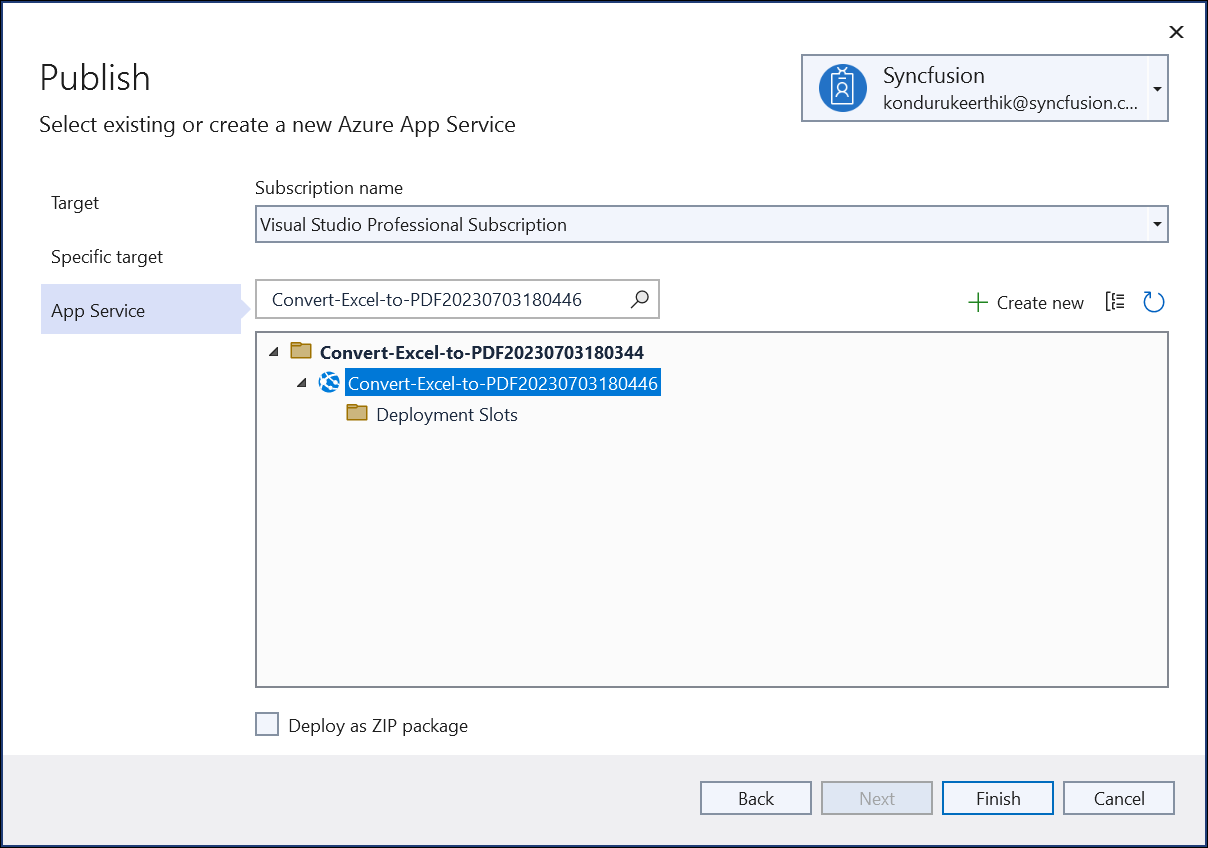 Publish
Select existing or create a new Azure App Service
Syncfusion
kondurukeerthik@syncfusion.c...
Target
Specific target
App Service
Subscription name
Visual Studio Professional Subscription
Convert-Excel-to-PDF20230703180446
Create new
Convert-Excel-to-PDF20230703180344
Convert-Excel-to-PDF20230703180446
Deployment Slots
Deploy as ZIP package
Back
Next
Finish
Cancel